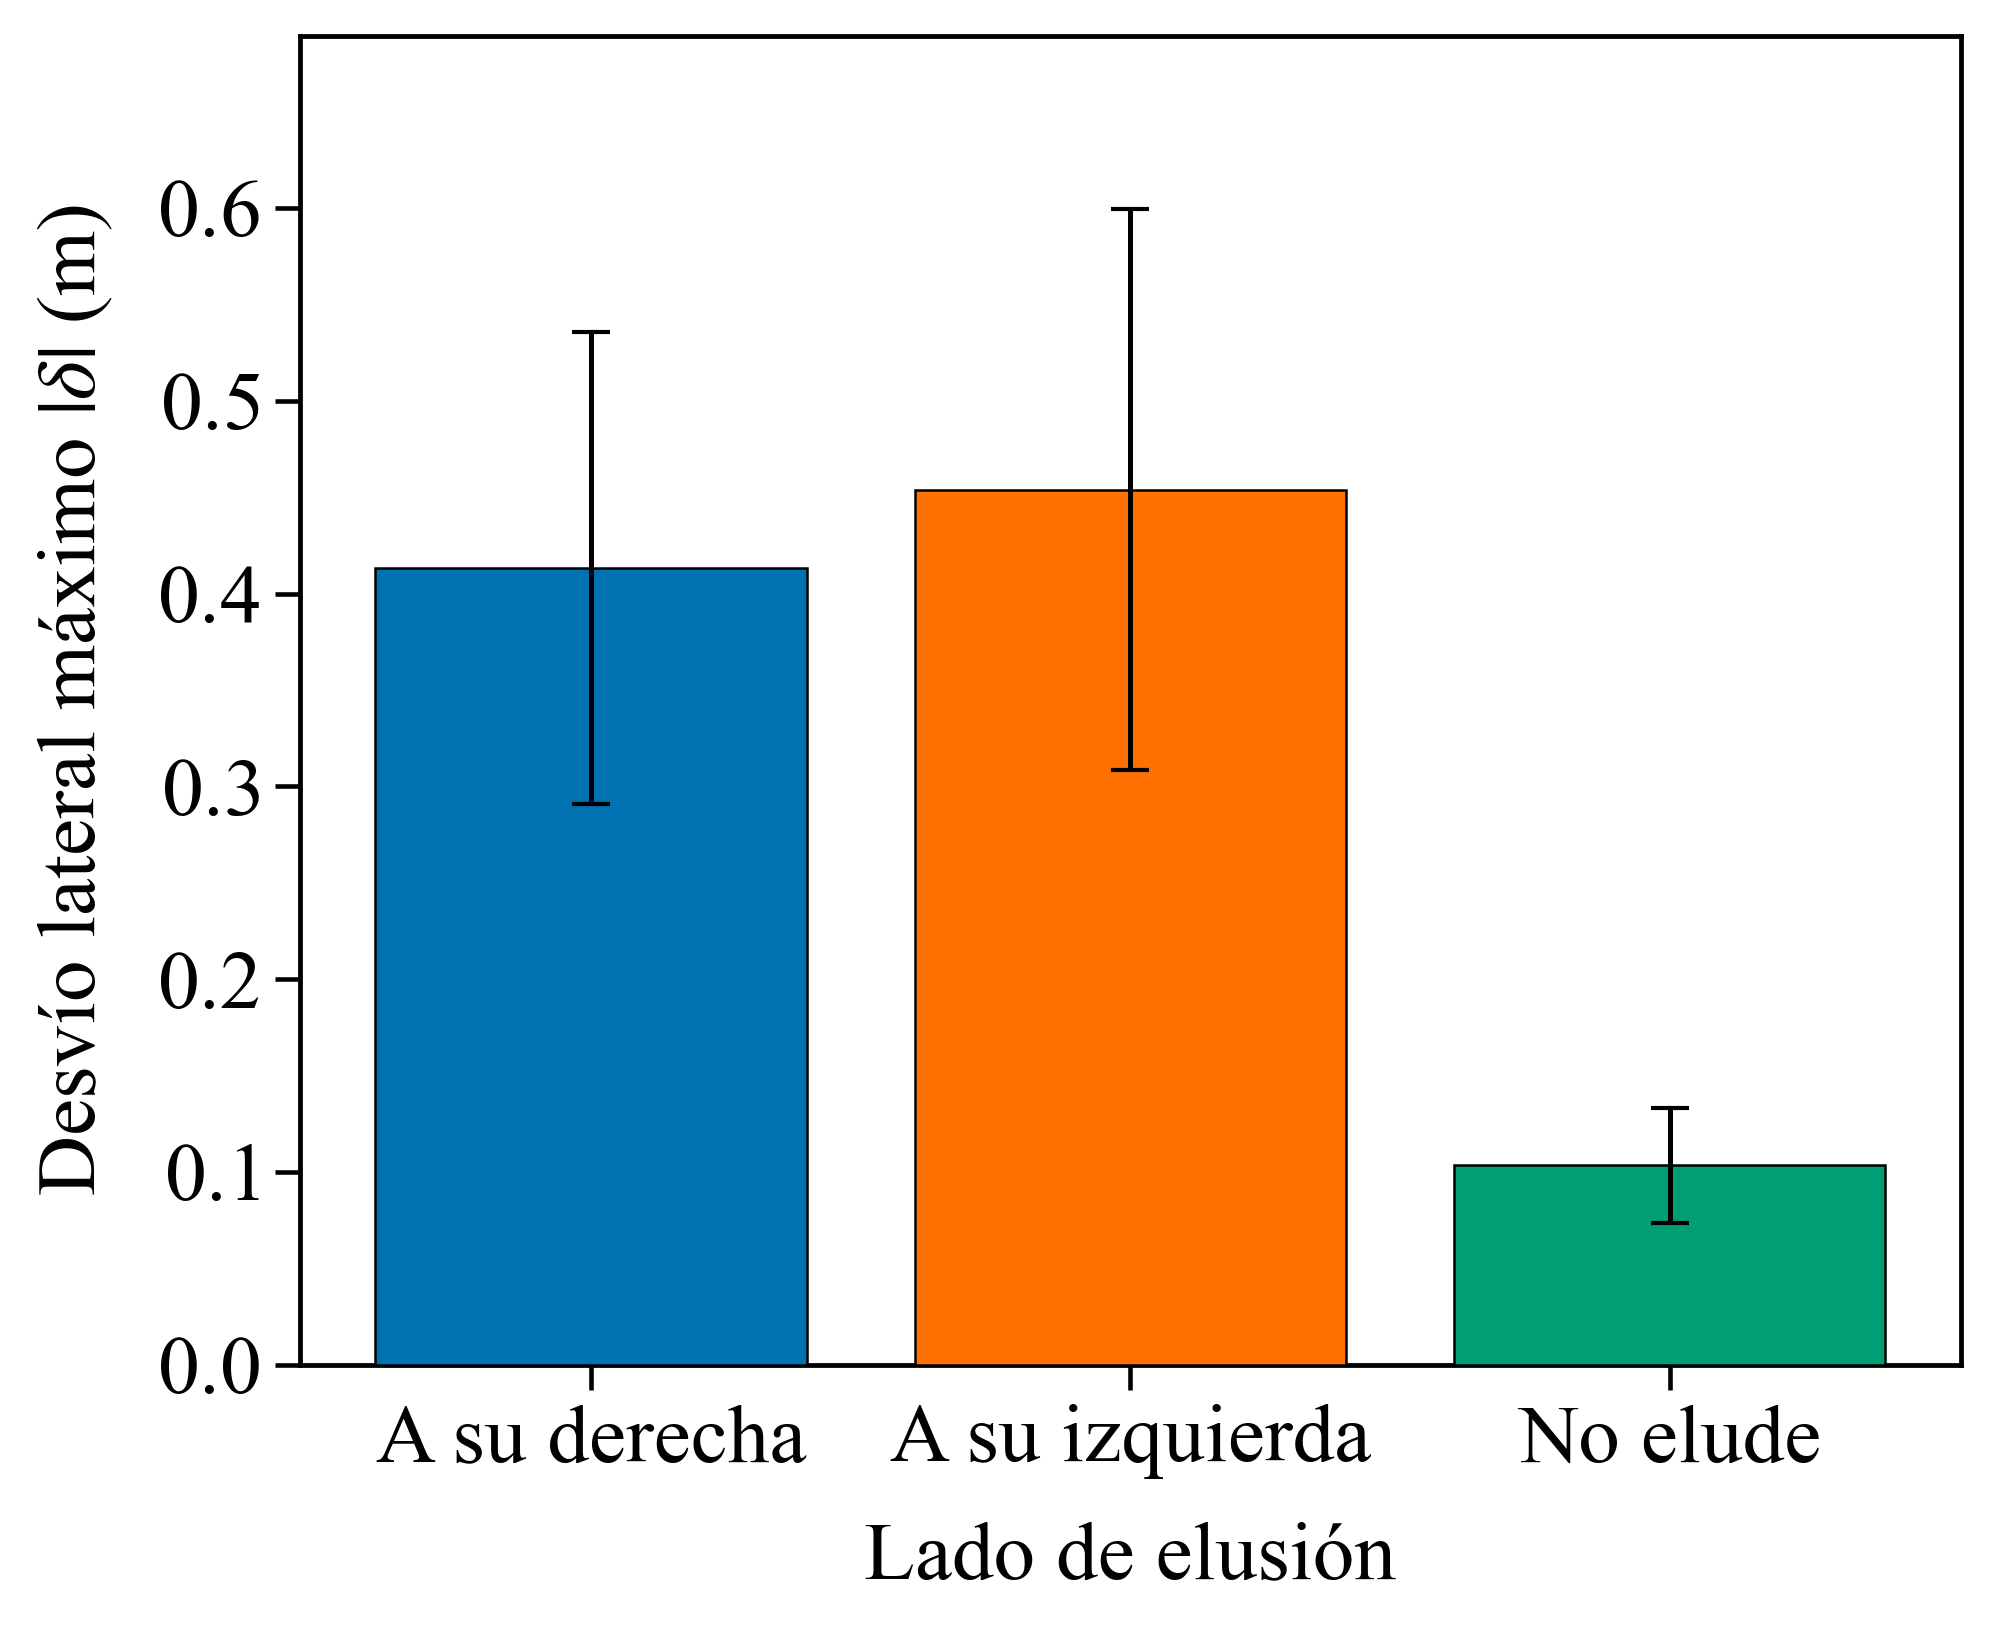 Desvío lateral máximo |δ| (m)
0.6
0.5
0.4
0.3
0.2
0.1
0.0
A su derecha
A su izquierda
No elude
Lado de elusión